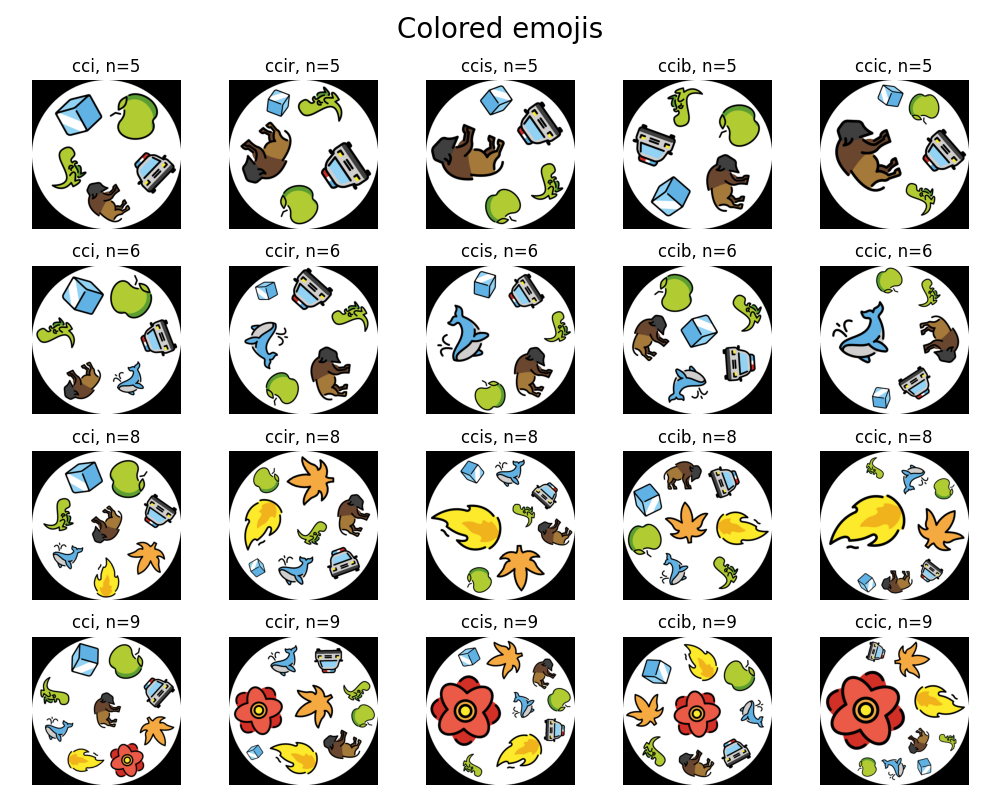 Colored emojis
cci, n=5 ccir, n=5 ccis, n=5 ccib, n=5 ccic, n=5
cci, n=6 ccir, n=6 ccis, n=6 ccib, n=6 ccic, n=6
cci, n=8 ccir, n=8 ccis, n=8 ccib, n=8 ccic, n=8
cci, n=9 ccir, n=9 ccis, n=9 ccib, n=9 ccic, n=9